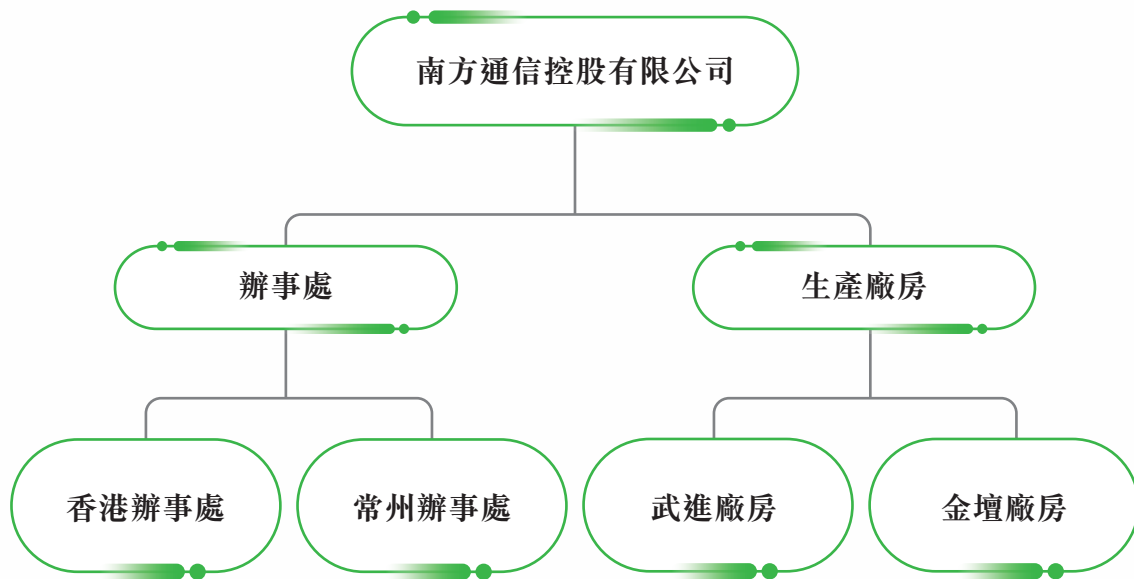 南方通信控股有限公司
辦事處
生產廠房
香港辦事處
常州辦事處
武進廠房
金壇廠房